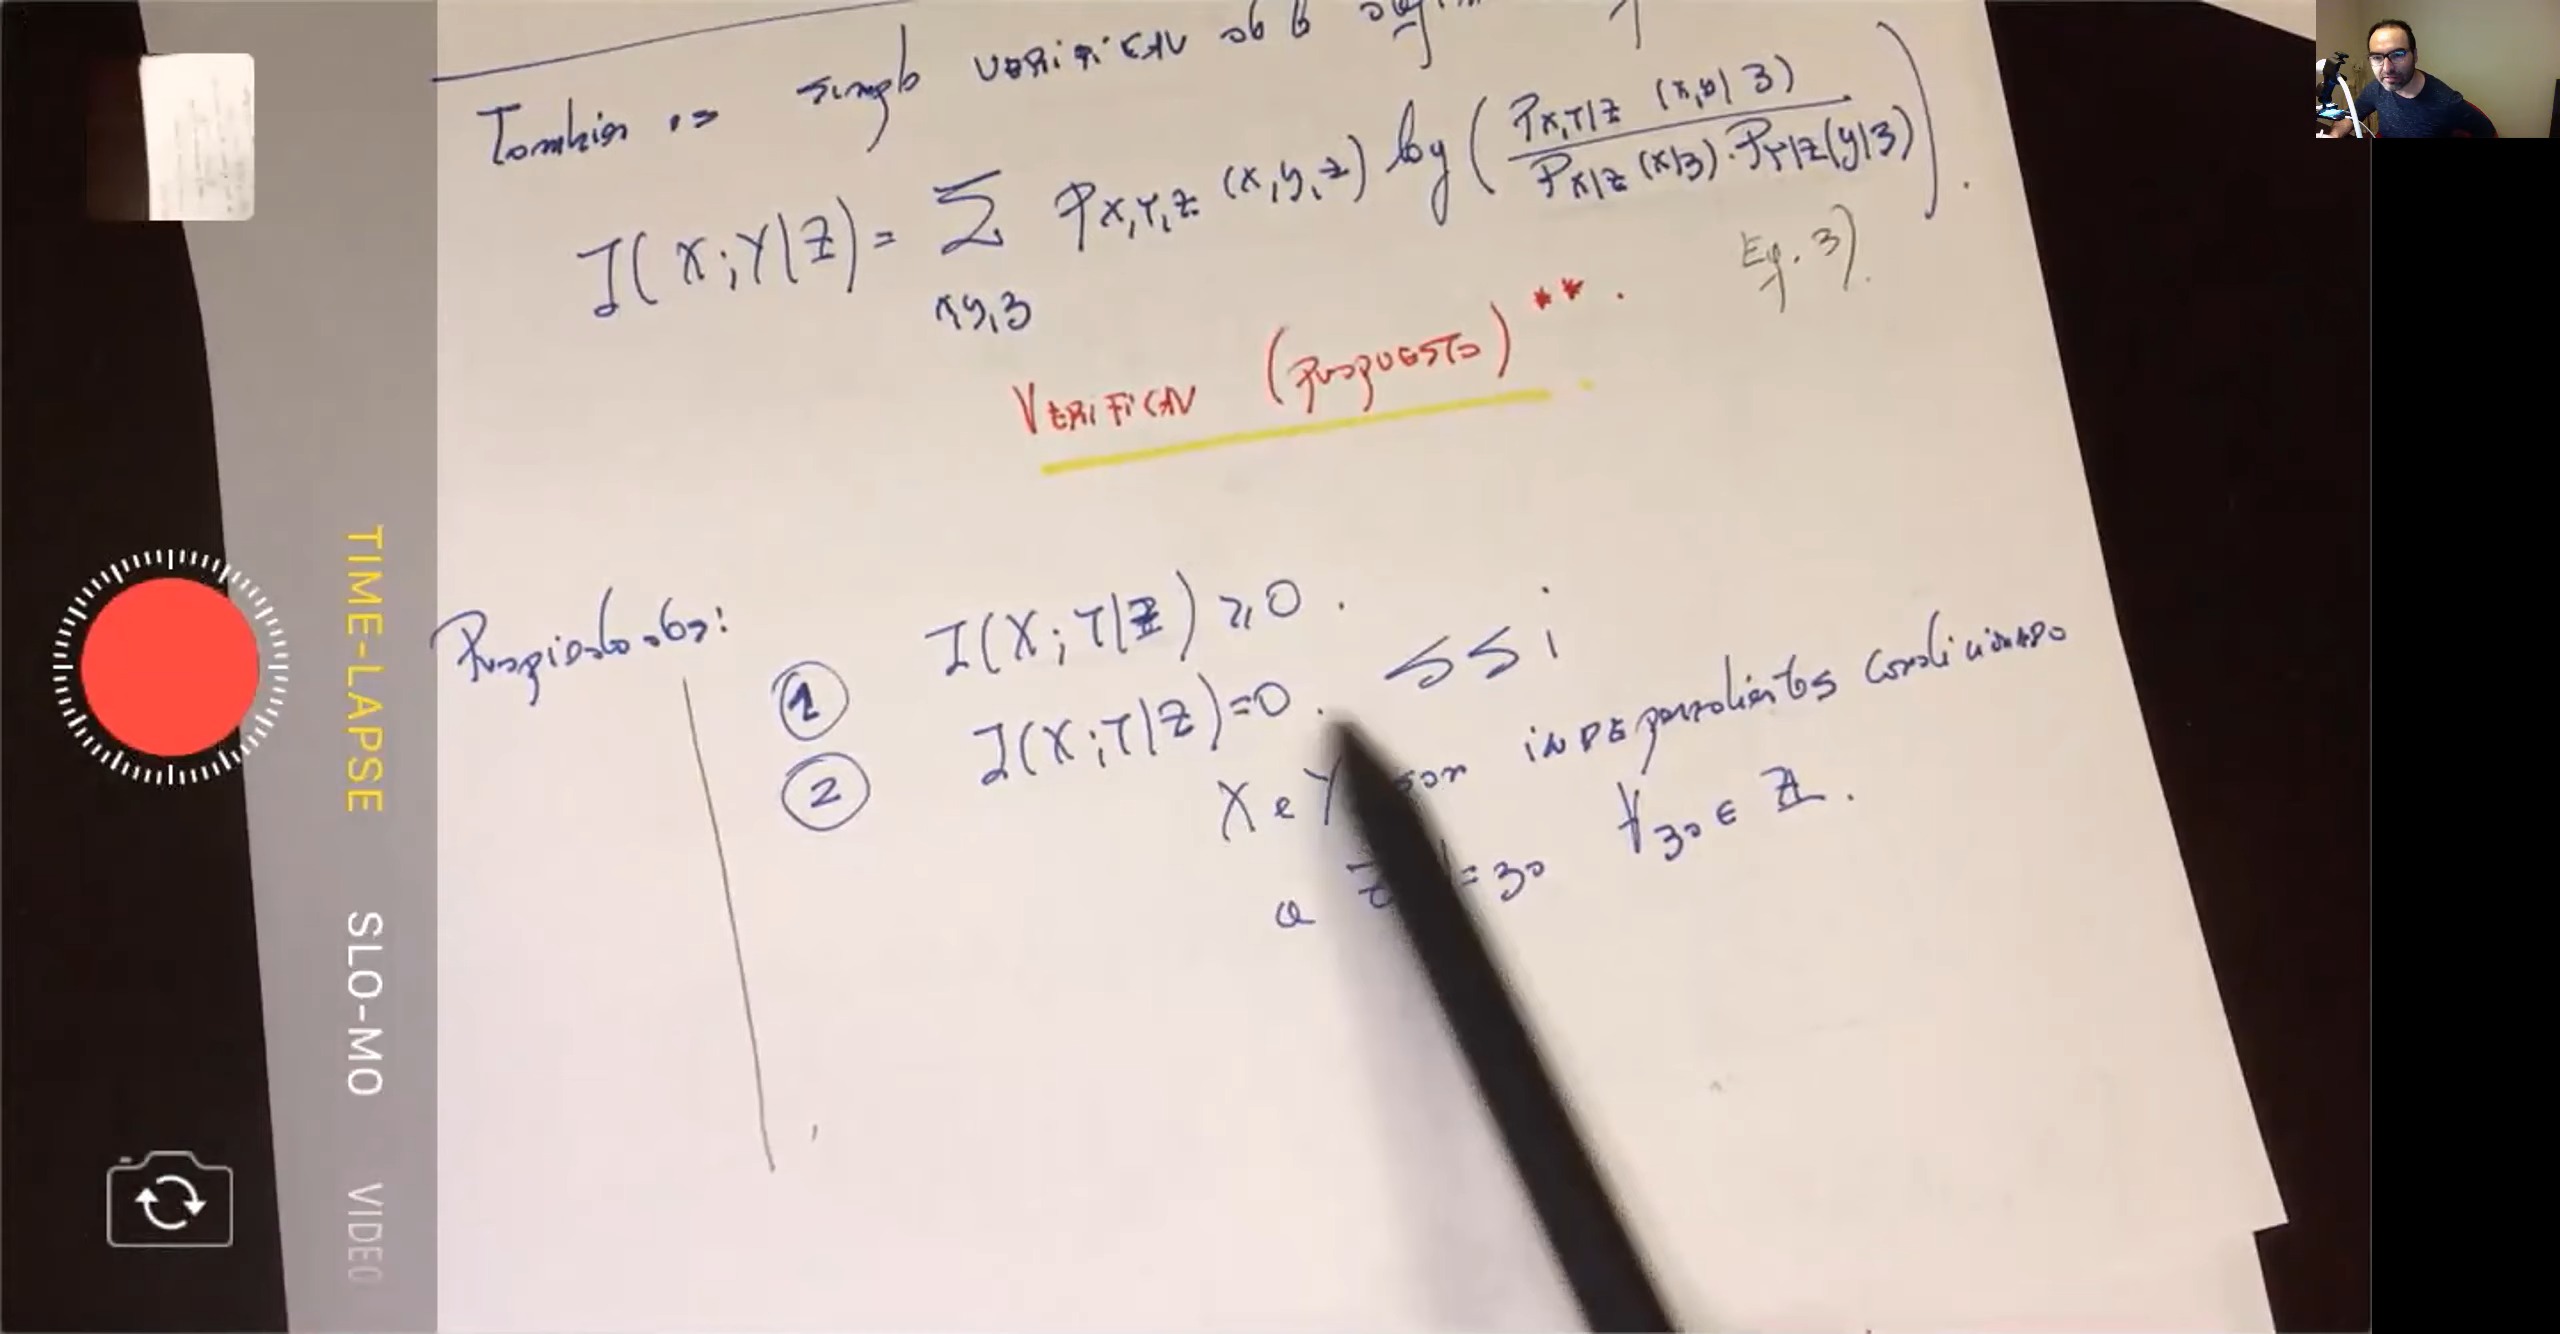 También es simple verificar
I(X;Y|Z) = Σ P_{X,Y,Z}(x,y,z) log( P_{X,Y|Z}(x,y|z) / P_{X|Z}(x|z) · P_{Y|Z}(y|z) ).
x,y,z
Eq. 3).
VERIFICAR (propuesto)** .
Propiedades:
① I(X;Y|Z) ≥ 0 .
② I(X;Y|Z) = 0 . SSi
X e Y son independientes condicionado
a = z0 ∀ z0 ∈ Z .
TIME-LAPSE
SLO-MO
VIDEO